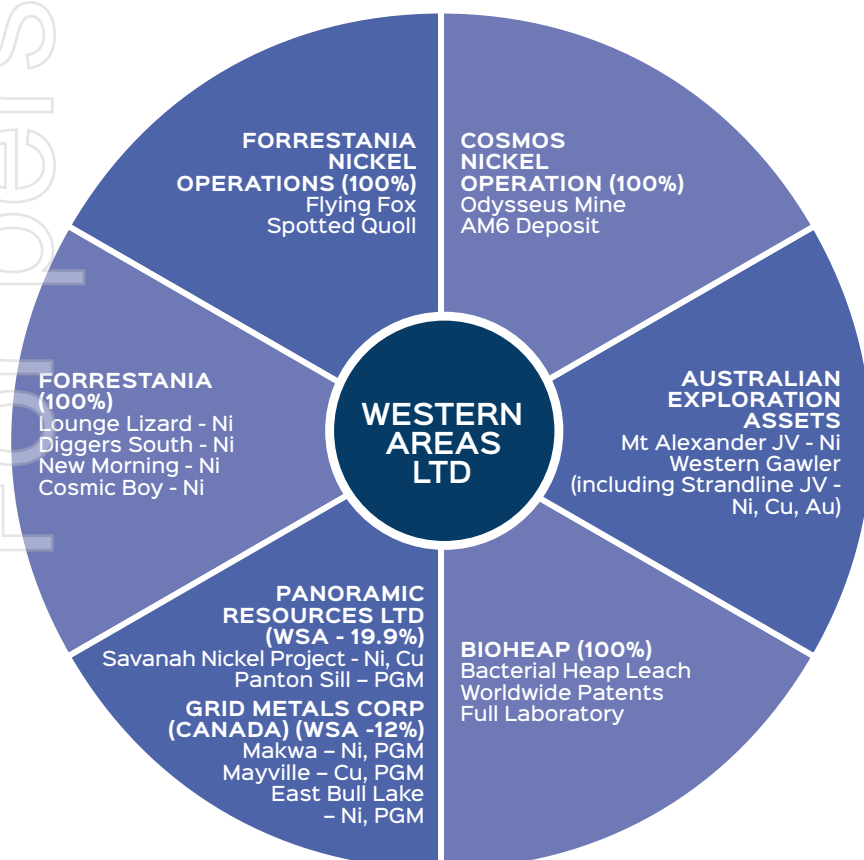 For pers
FORRESTANIA
NICKEL
OPERATIONS (100%)
Flying Fox
Spotted Quoll
COSMOS
NICKEL
OPERATION (100%)
Odysseus Mine
AM6 Deposit
FORRESTANIA
(100%)
Lounge Lizard - Ni
Diggers South - Ni
New Morning - Ni
Cosmic Boy - Ni
WESTERN
AREAS
LTD
AUSTRALIAN
EXPLORATION
ASSETS
Mt Alexander JV - Ni
Western Gawler
(including Strandline JV -
Ni, Cu, Au)
PANORAMIC
RESOURCES LTD
(WSA - 19.9%)
Savanah Nickel Project - Ni, Cu
Panton Sill – PGM
GRID METALS CORP
(CANADA) (WSA -12%)
Makwa – Ni, PGM
Mayville – Cu, PGM
East Bull Lake
– Ni, PGM
BIOHEAP (100%)
Bacterial Heap Leach
Worldwide Patents
Full Laboratory